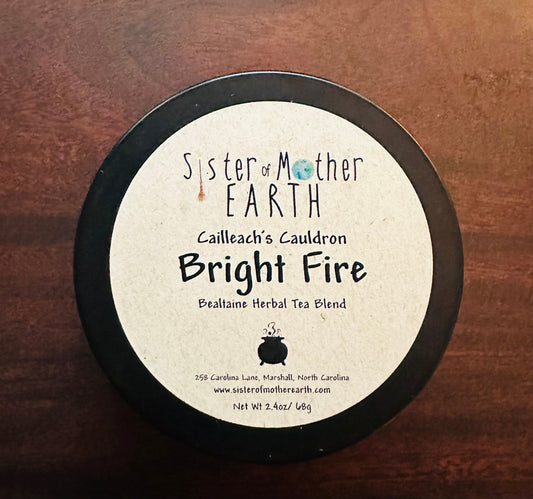 Sister of Mother
EARTH
Cailleach's Cauldron
Bright Fire
Bealtaine Herbal Tea Blend
258 Carolina Lane, Marshall, North Carolina
www.sisterofmotherearth.com
Net Wt 2.4oz/ 68g